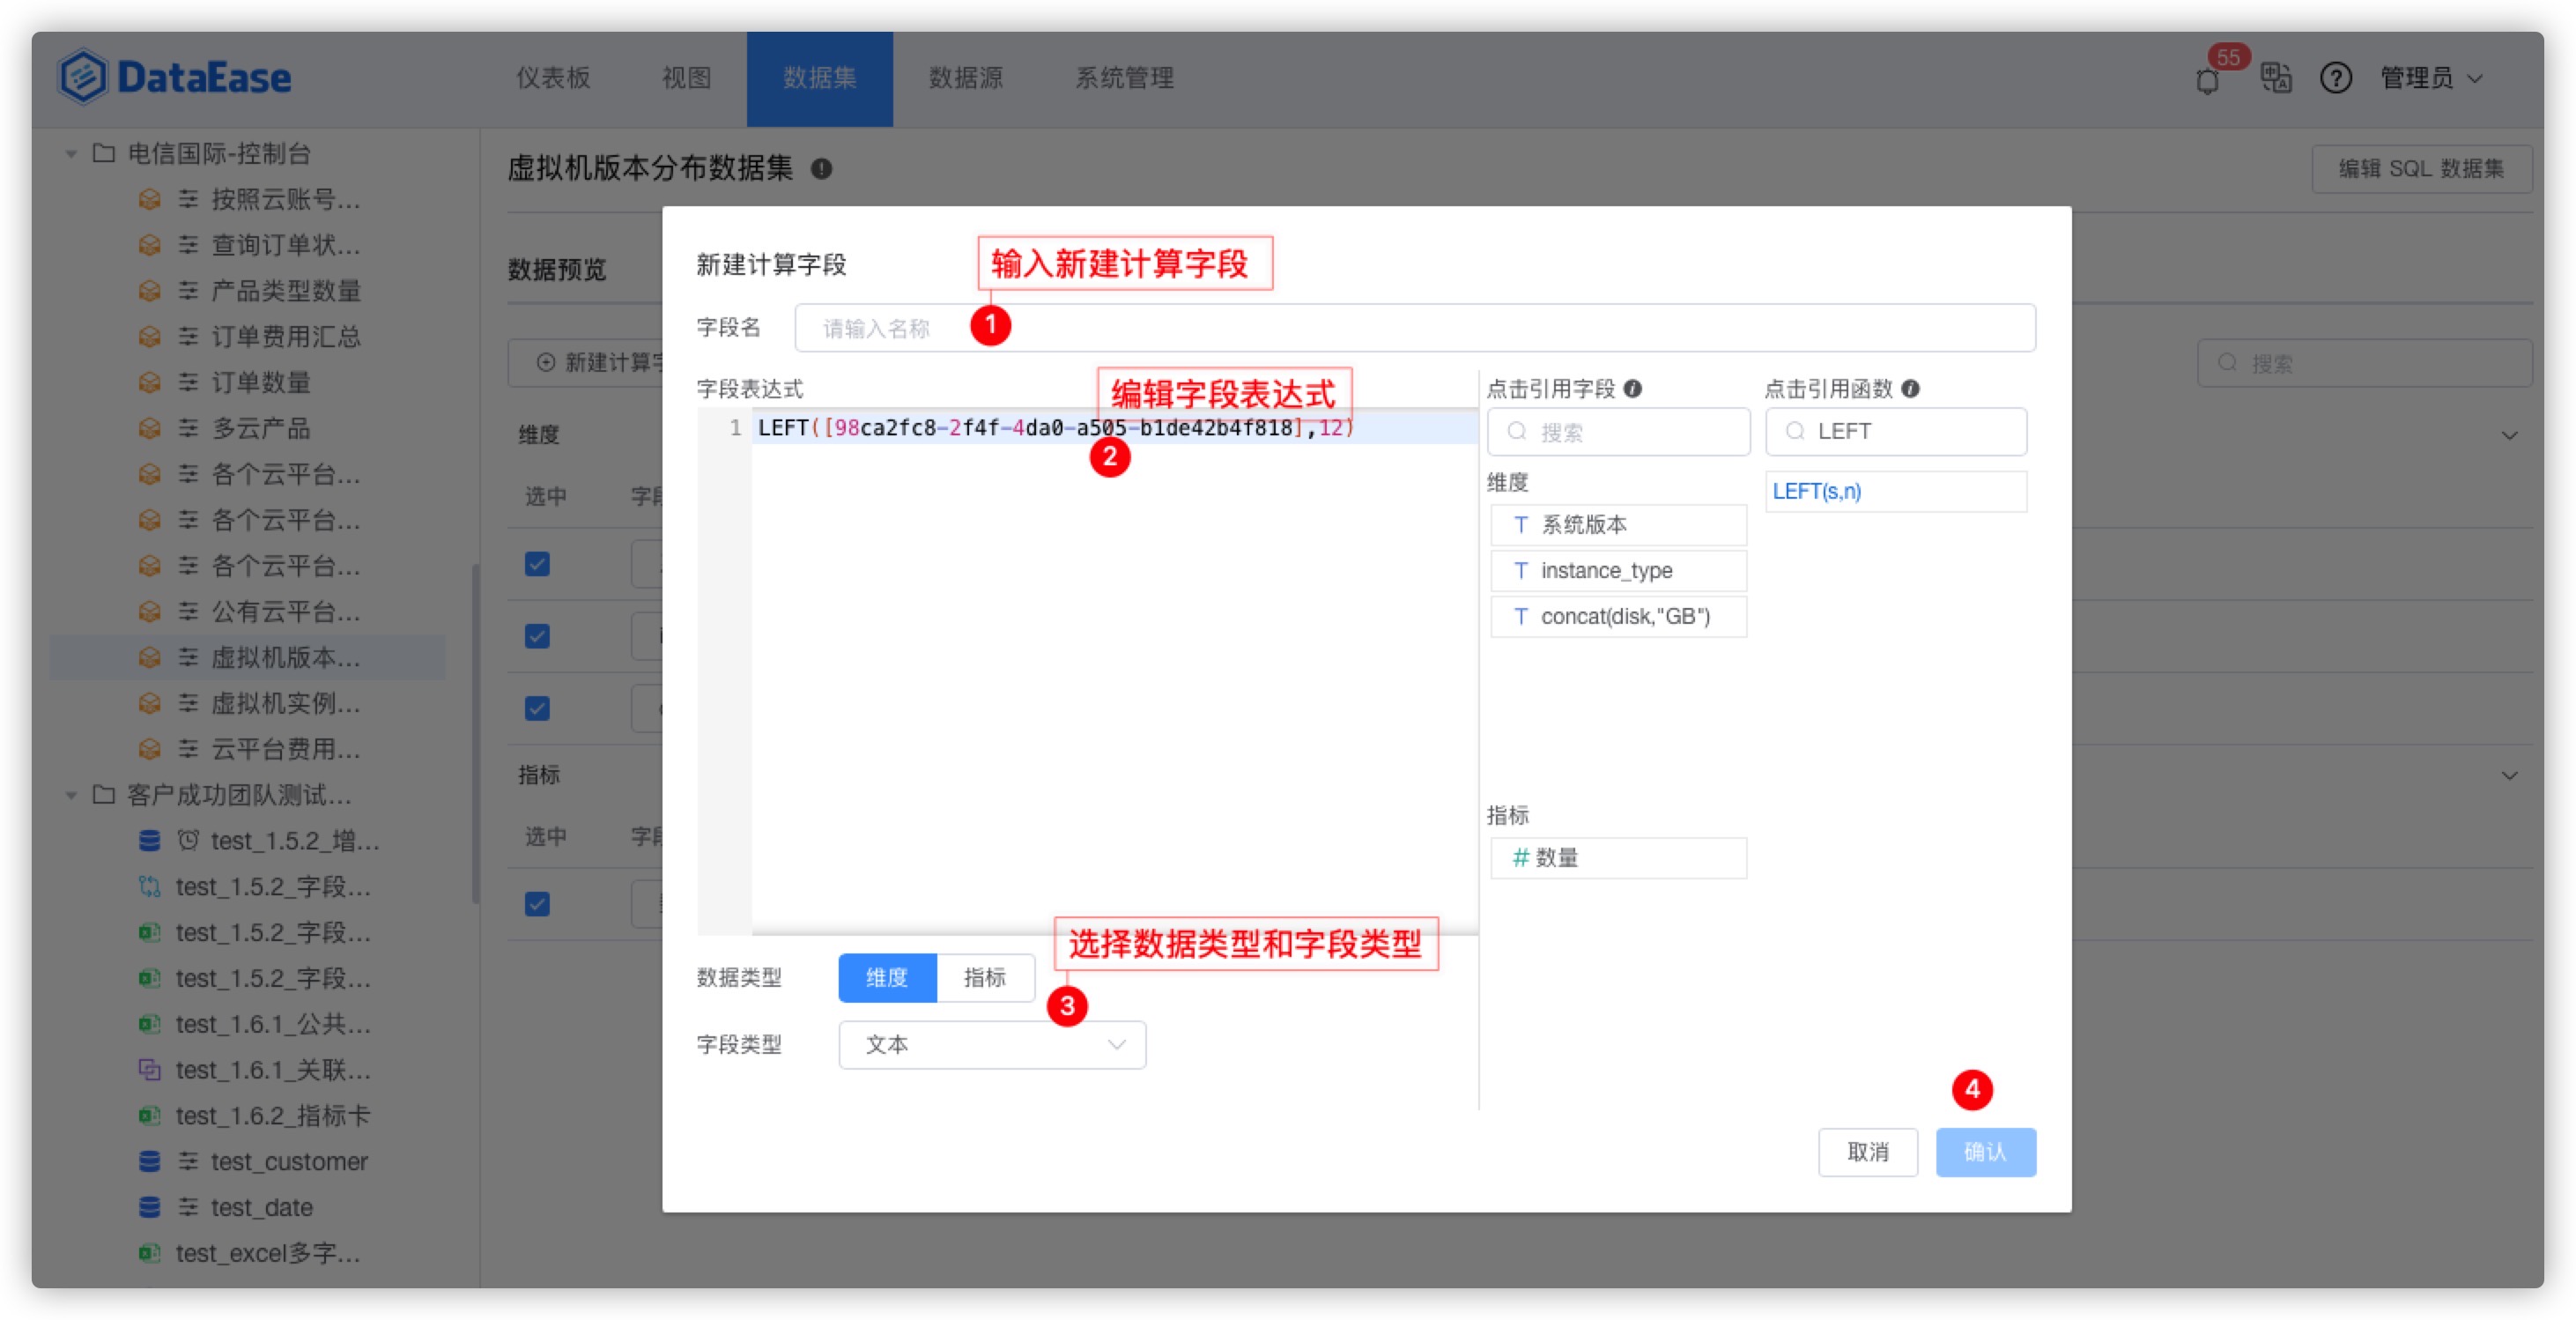 DataEase
仪表板
视图
数据集
数据源
系统管理
55
管理员
电信国际-控制台
按照云账号...
查询订单状...
产品类型数量
订单费用汇总
订单数量
多云产品
各个云平台...
各个云平台...
各个云平台...
公有云平台...
虚拟机版本...
虚拟机实例...
云平台费用...
客户成功团队测试...
test_1.5.2_增...
test_1.5.2_字段...
test_1.5.2_字段...
test_1.5.2_字段...
test_1.6.1_公共...
test_1.6.1_关联...
test_1.6.2_指标卡
test_customer
test_date
test_excel多字...
虚拟机版本分布数据集
编辑 SQL 数据集
数据预览
新建计算字
搜索
维度
选中
字段
指标
选中
字段
新建计算字段
输入新建计算字段
1
字段名
请输入名称
字段表达式
编辑字段表达式
1 LEFT([98ca2fc8-2f4f-4da0-a505-b1de42b4f818],12)
2
点击引用字段
搜索
维度
T 系统版本
T instance_type
T concat(disk,"GB")
指标
# 数量
点击引用函数
LEFT
LEFT(s,n)
选择数据类型和字段类型
3
数据类型
维度
指标
字段类型
文本
4
取消
确认